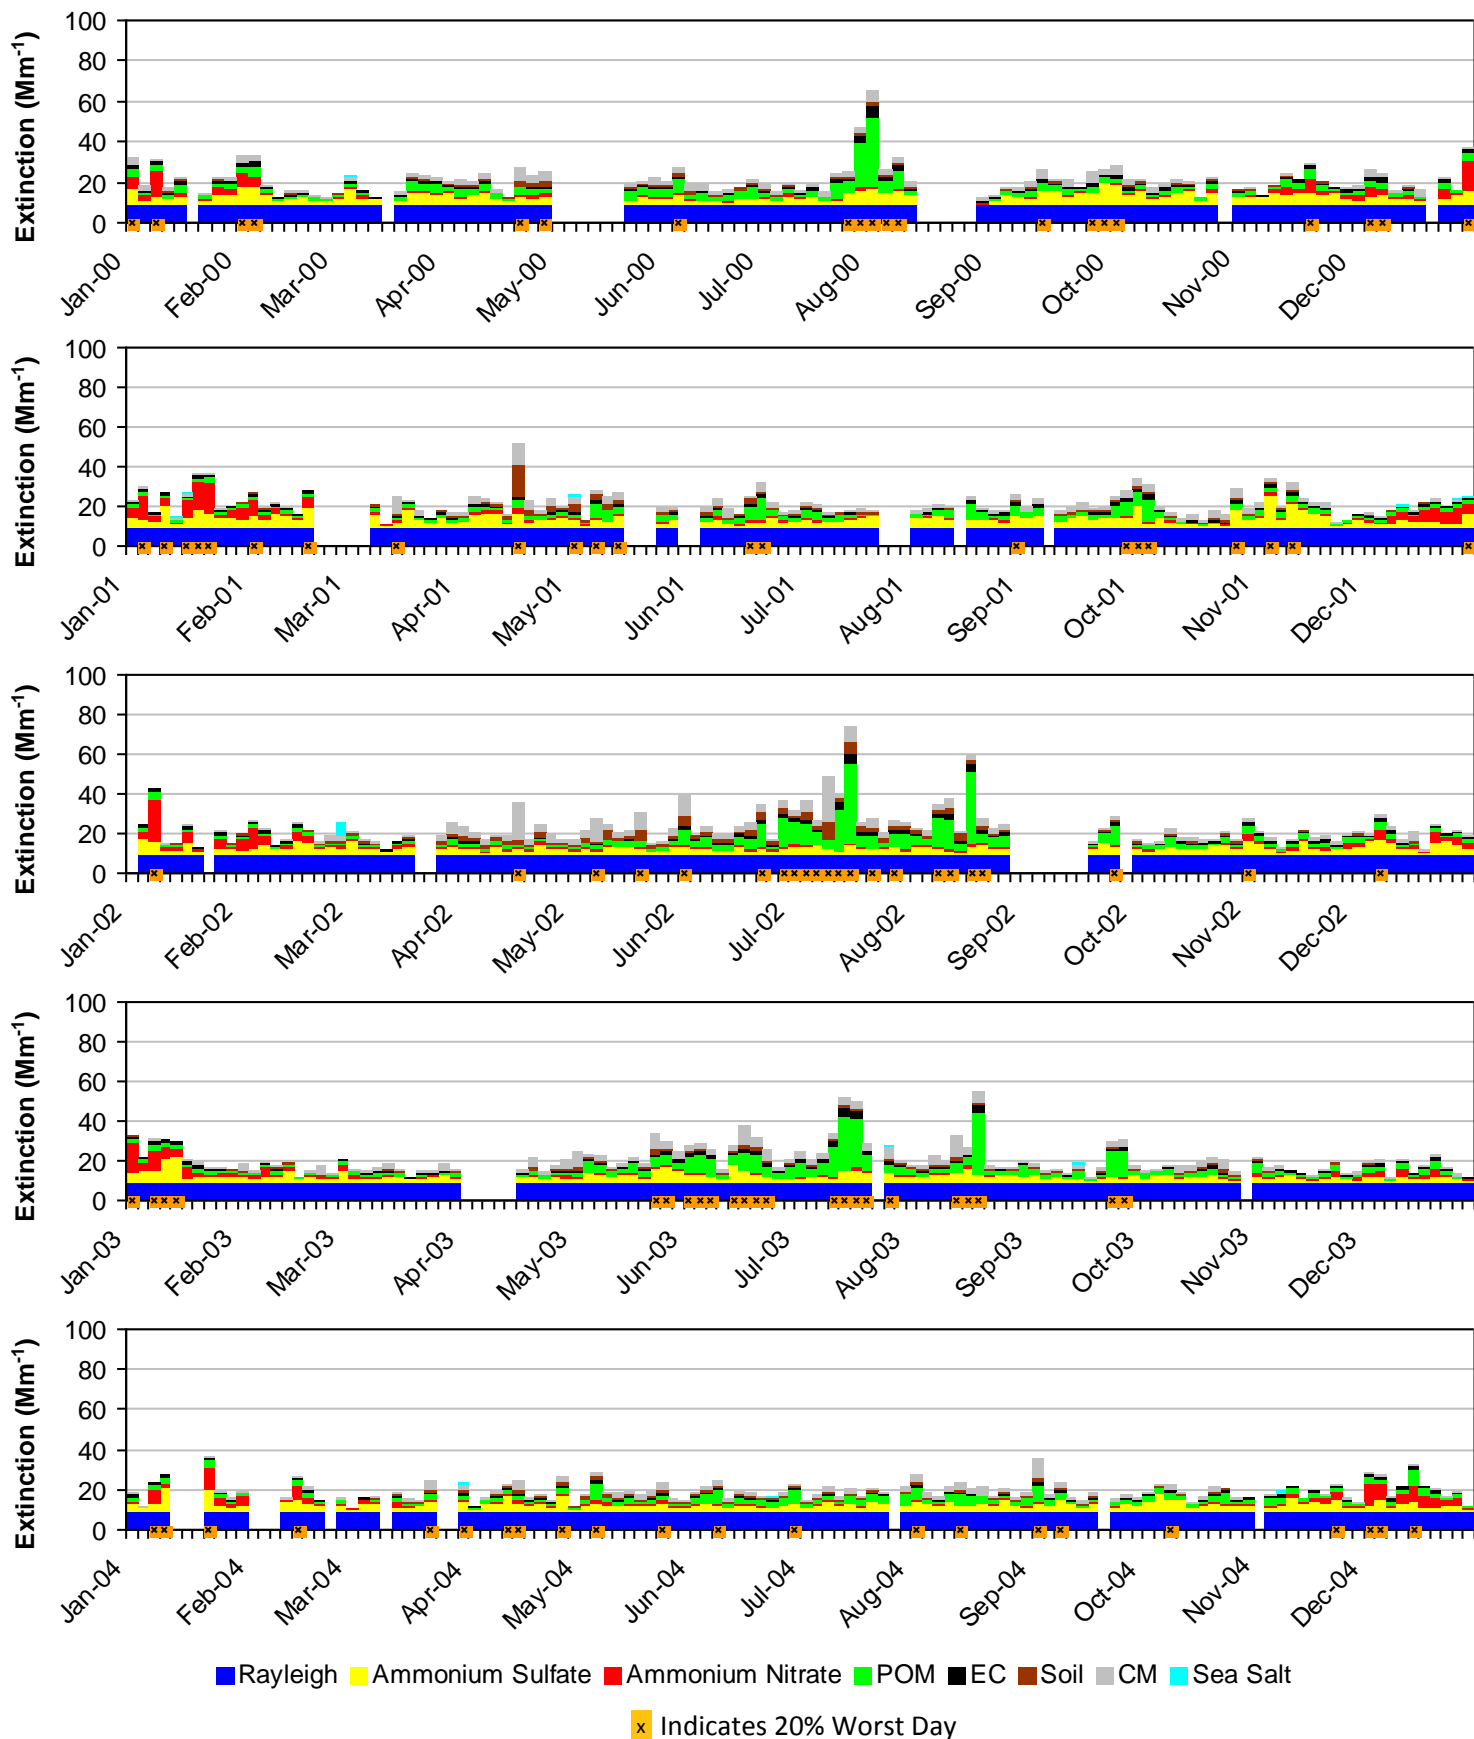 100
80
60
40
20
0
Extinction (Mm-1)
Jan-00 Feb-00 Mar-00 Apr-00 May-00 Jun-00 Jul-00 Aug-00 Sep-00 Oct-00 Nov-00 Dec-00
100
80
60
40
20
0
Extinction (Mm-1)
Jan-01 Feb-01 Mar-01 Apr-01 May-01 Jun-01 Jul-01 Aug-01 Sep-01 Oct-01 Nov-01 Dec-01
100
80
60
40
20
0
Extinction (Mm-1)
Jan-02 Feb-02 Mar-02 Apr-02 May-02 Jun-02 Jul-02 Aug-02 Sep-02 Oct-02 Nov-02 Dec-02
100
80
60
40
20
0
Extinction (Mm-1)
Jan-03 Feb-03 Mar-03 Apr-03 May-03 Jun-03 Jul-03 Aug-03 Sep-03 Oct-03 Nov-03 Dec-03
100
80
60
40
20
0
Extinction (Mm-1)
Jan-04 Feb-04 Mar-04 Apr-04 May-04 Jun-04 Jul-04 Aug-04 Sep-04 Oct-04 Nov-04 Dec-04
Rayleigh Ammonium Sulfate Ammonium Nitrate POM EC Soil CM Sea Salt
x Indicates 20% Worst Day